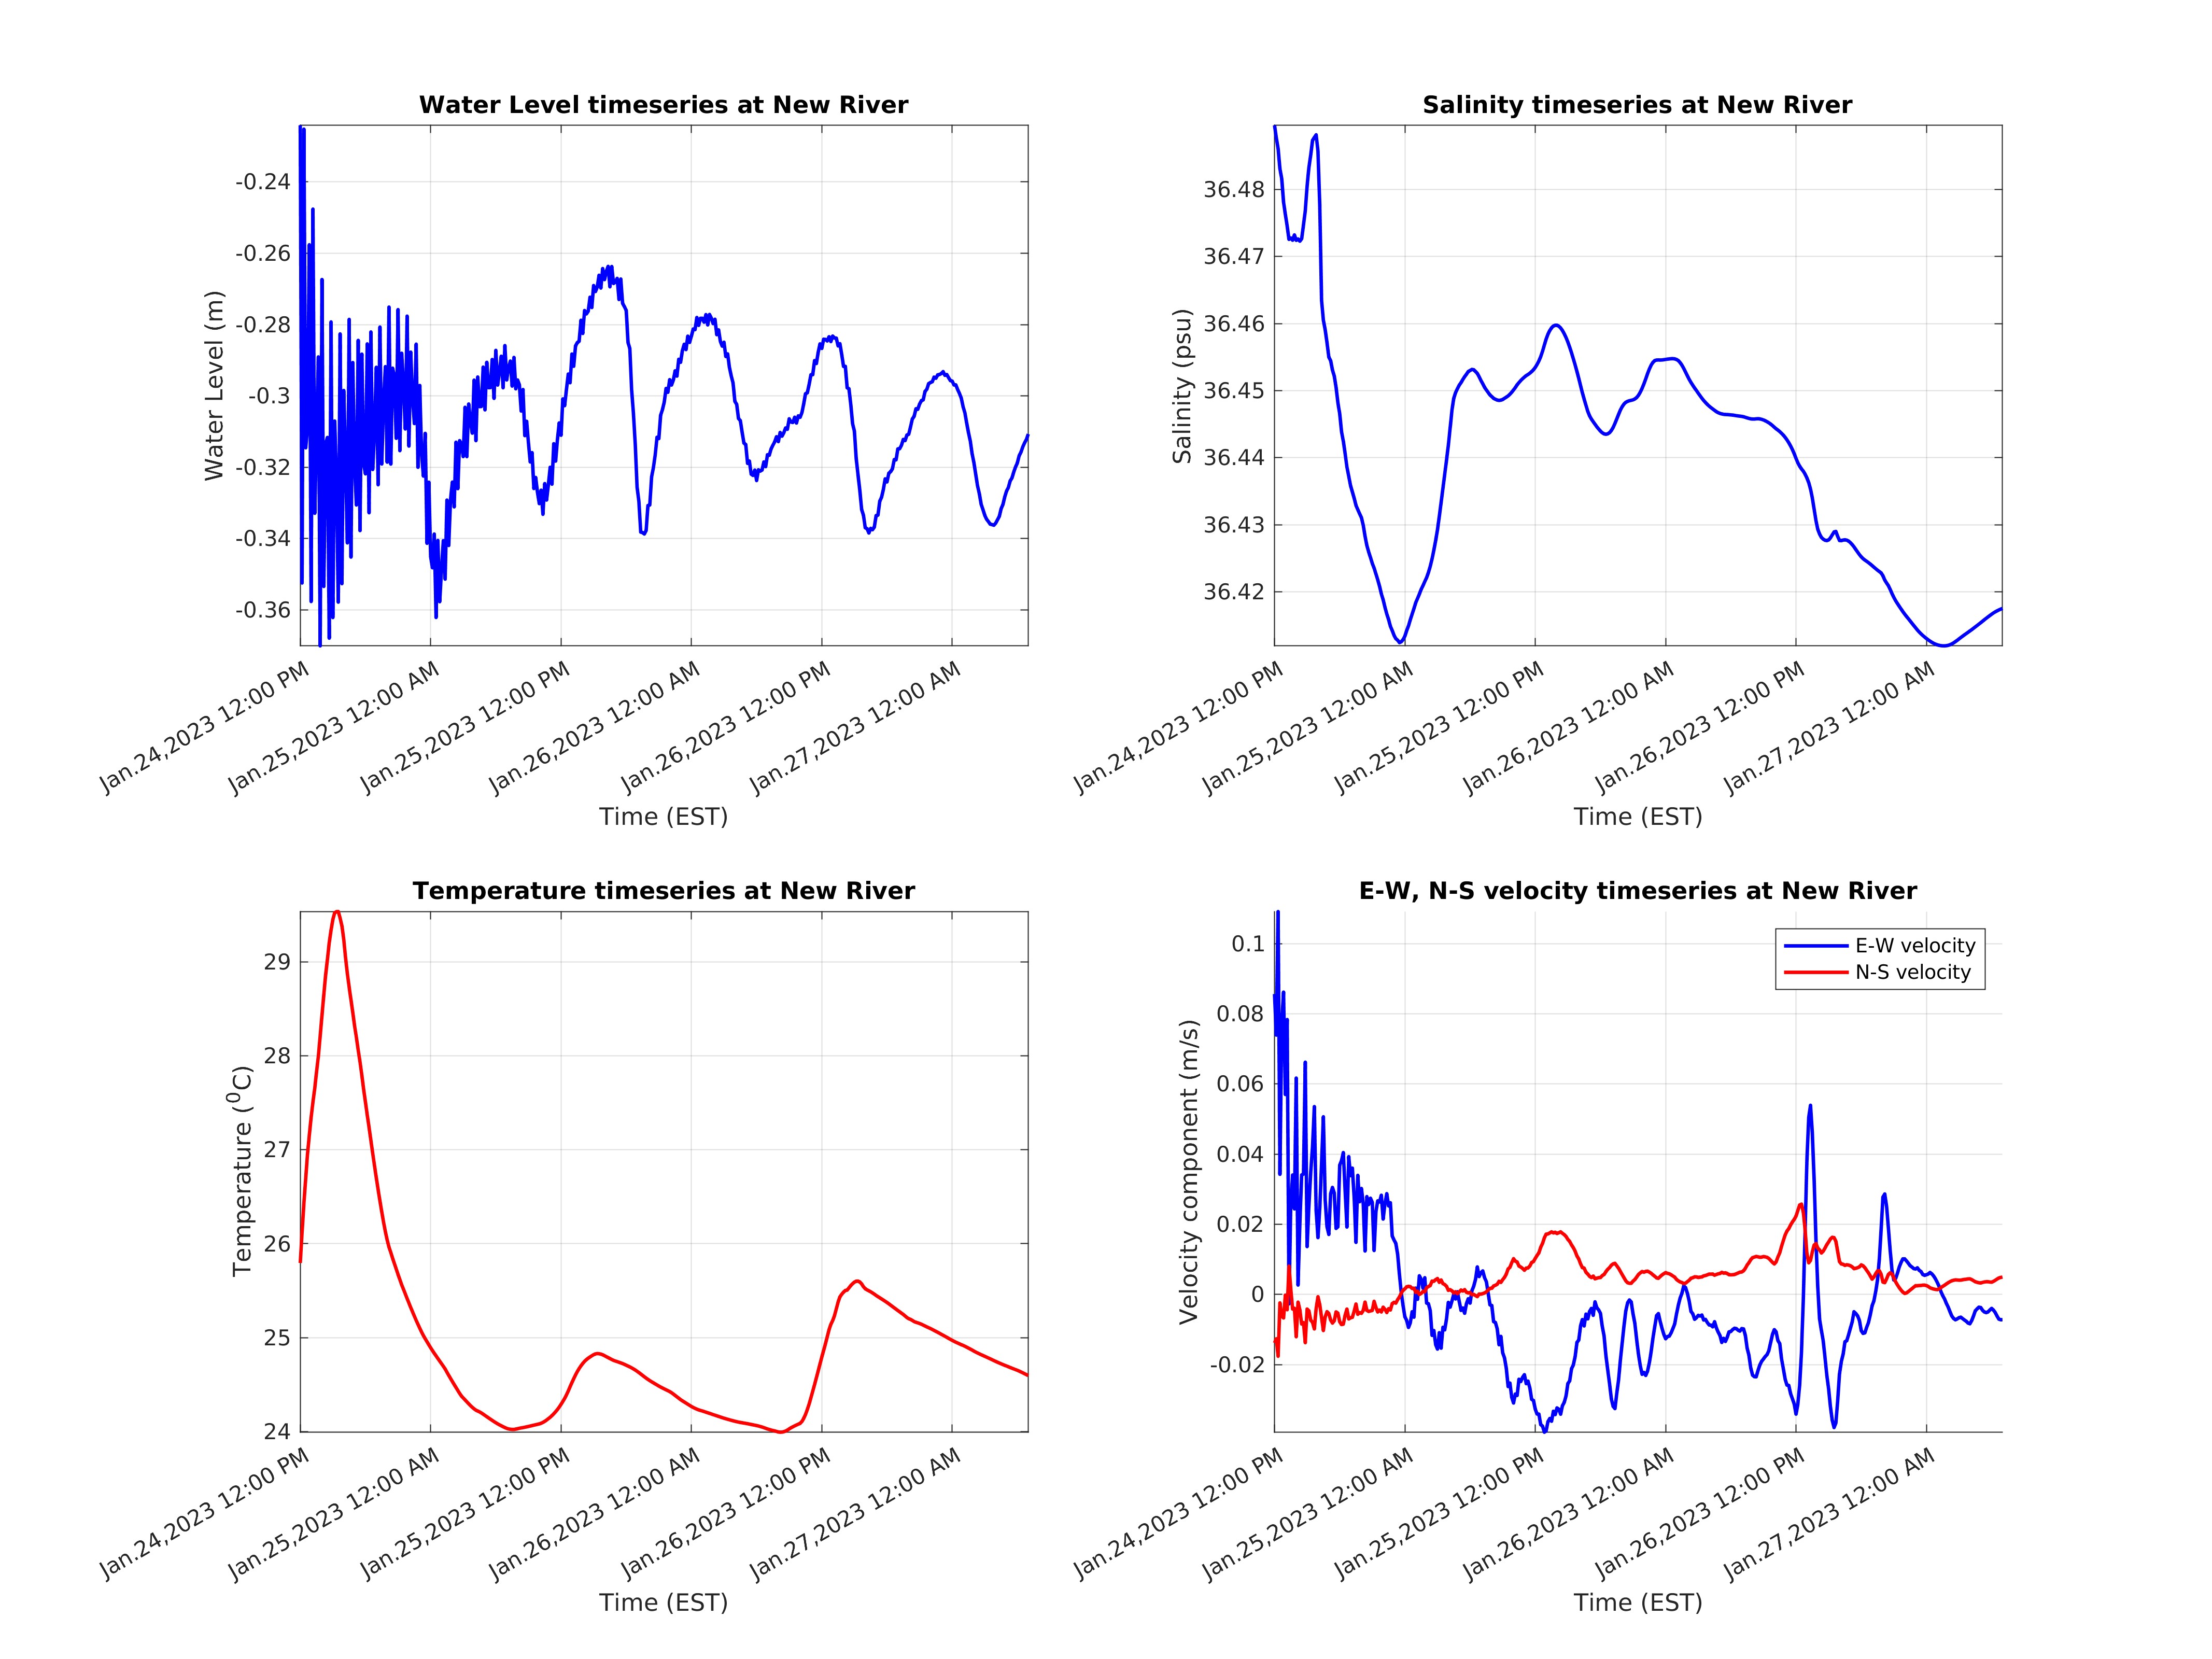 Water Level timeseries at New River
-0.24
-0.26
-0.28
-0.3
-0.32
-0.34
-0.36
Water Level (m)
Jan.24,2023 12:00 PM
Jan.25,2023 12:00 AM
Jan.25,2023 12:00 PM
Jan.26,2023 12:00 AM
Jan.26,2023 12:00 PM
Jan.27,2023 12:00 AM
Time (EST)
Salinity timeseries at New River
36.48
36.47
36.46
36.45
36.44
36.43
36.42
Salinity (psu)
Jan.24,2023 12:00 PM
Jan.25,2023 12:00 AM
Jan.25,2023 12:00 PM
Jan.26,2023 12:00 AM
Jan.26,2023 12:00 PM
Jan.27,2023 12:00 AM
Time (EST)
Temperature timeseries at New River
29
28
27
26
25
24
Temperature (⁰C)
Jan.24,2023 12:00 PM
Jan.25,2023 12:00 AM
Jan.25,2023 12:00 PM
Jan.26,2023 12:00 AM
Jan.26,2023 12:00 PM
Jan.27,2023 12:00 AM
Time (EST)
E-W, N-S velocity timeseries at New River
E-W velocity
N-S velocity
0.1
0.08
0.06
0.04
0.02
0
-0.02
Velocity component (m/s)
Jan.24,2023 12:00 PM
Jan.25,2023 12:00 AM
Jan.25,2023 12:00 PM
Jan.26,2023 12:00 AM
Jan.26,2023 12:00 PM
Jan.27,2023 12:00 AM
Time (EST)